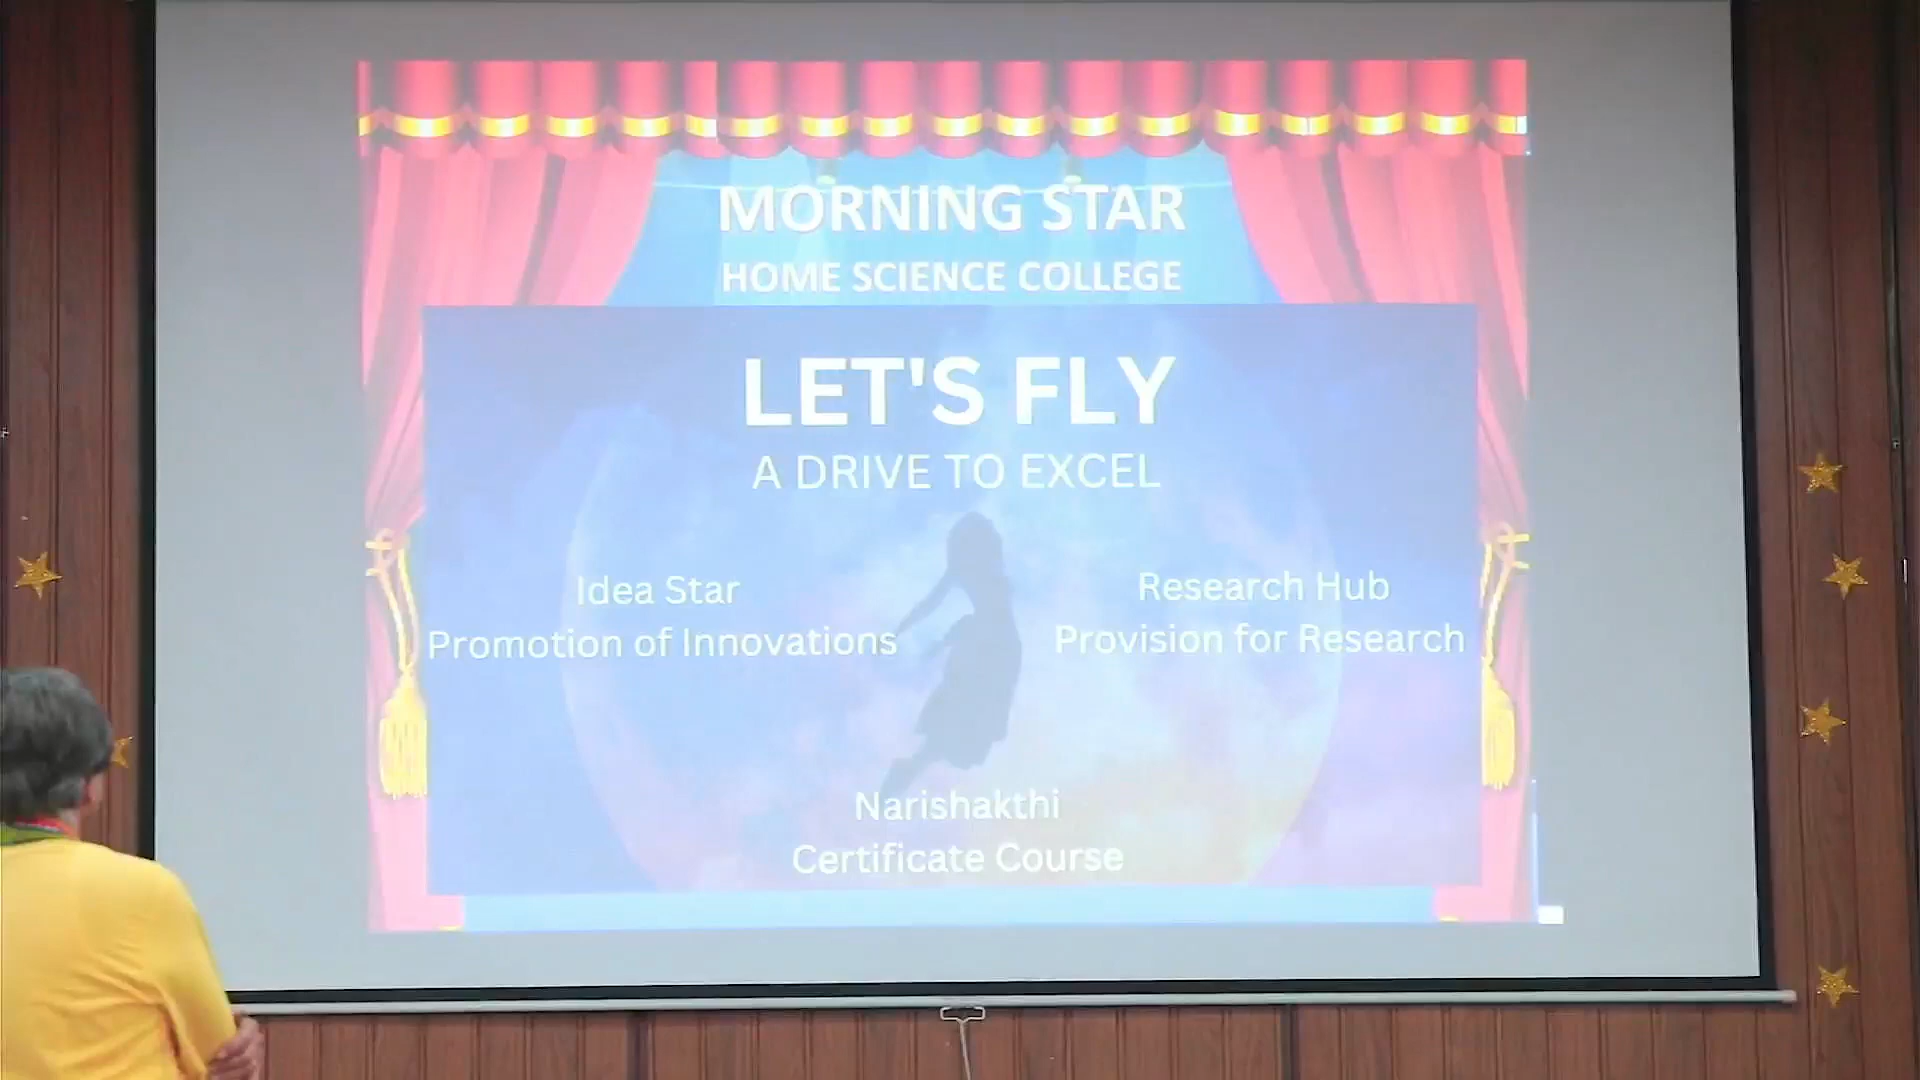 MORNING STAR
HOME SCIENCE COLLEGE
LET'S FLY
A DRIVE TO EXCEL
Idea Star
Promotion of Innovations
Research Hub
Provision for Research
Narishakthi
Certificate Course